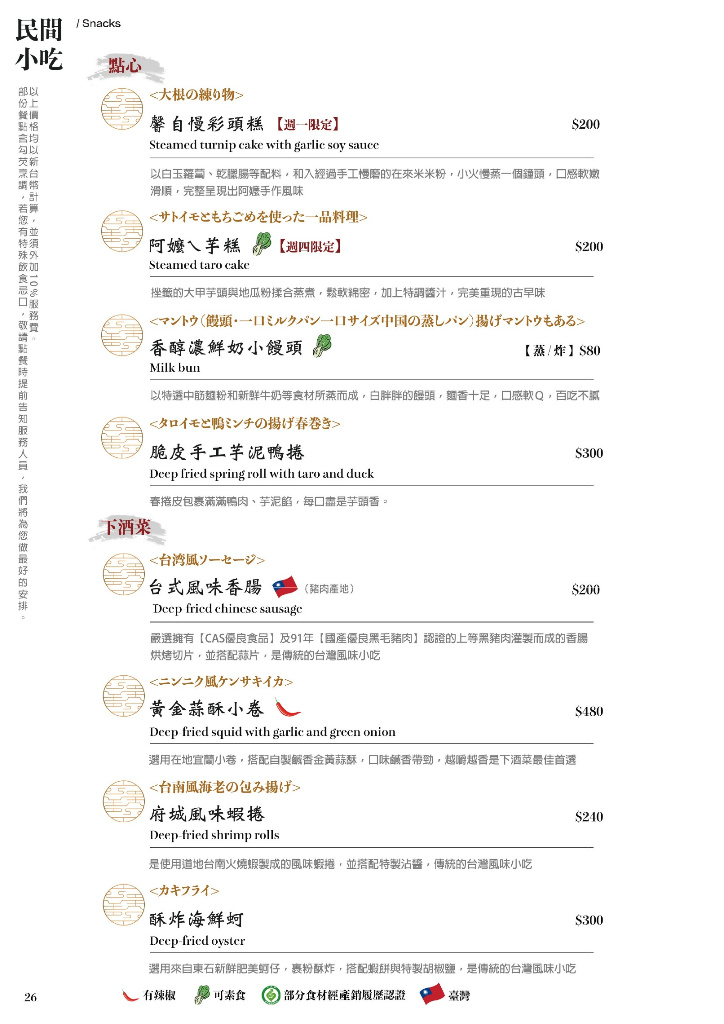 民間
小吃
/ Snacks
以上價格均以新台幣計算，並須外加10%服務費。
部份餐點含勾芡烹調，若您有特殊飲食忌口，敬請點餐時提前告知服務人員，我們將為您做最好的安排。
點心
<大根の練り物>
馨自慢彩頭糕【週一限定】 $200
Steamed turnip cake with garlic soy sauce
以白玉蘿蔔、乾臘腸等配料，和入經過手工慢磨的在來米米粉，小火慢蒸一個鐘頭，口感軟嫩
滑順，完整呈現出阿嬤手作風味
<サトイモともちごめを使った一品料理>
阿嬤ㄟ芋糕 【週四限定】 $200
Steamed taro cake
挫籤的大甲芋頭與地瓜粉揉合蒸煮，鬆軟綿密，加上特調醬汁，完美重現的古早味
<マントウ（饅頭・一口ミルクパン一口サイズ中国の蒸しパン）揚げマントウもある>
香醇濃鮮奶小饅頭 【蒸/炸】$80
Milk bun
以特選中筋麵粉和新鮮牛奶等食材所蒸而成，白胖胖的饅頭，麵香十足，口感軟Ｑ，百吃不膩
<タロイモと鴨ミンチの揚げ春巻き>
脆皮手工芋泥鴨捲 $300
Deep fried spring roll with taro and duck
春捲皮包裹滿滿鴨肉、芋泥餡，每口盡是芋頭香。
下酒菜
<台湾風ソーセージ>
台式風味香腸 （豬肉產地） $200
Deep-fried chinese sausage
嚴選擁有【CAS優良食品】及91年【國產優良黑毛豬肉】認證的上等黑豬肉灌製而成的香腸
烘烤切片，並搭配蒜片，是傳統的台灣風味小吃
<ニンニク風ケンサキイカ>
黃金蒜酥小卷 $480
Deep-fried squid with garlic and green onion
選用在地宜蘭小卷，搭配自製鹹香金黃蒜酥，口味鹹香帶勁，越嚼越香是下酒菜最佳首選
<台南風海老の包み揚げ>
府城風味蝦捲 $240
Deep-fried shrimp rolls
是使用道地台南火燒蝦製成的風味蝦捲，並搭配特製沾醬，傳統的台灣風味小吃
<カキフライ>
酥炸海鮮蚵 $300
Deep-fried oyster
選用來自東石新鮮肥美蚵仔，裹粉酥炸，搭配蝦餅與特製胡椒鹽，是傳統的台灣風味小吃
26 有辣椒 可素食 部分食材經產銷履歷認證 臺灣